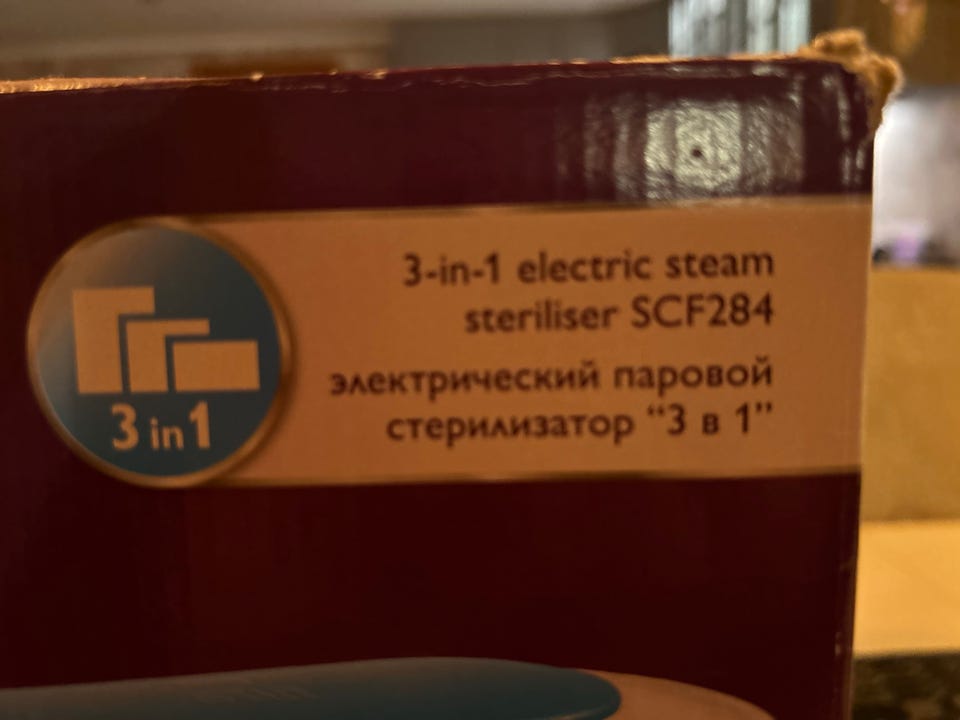 3-in-1 electric steam
steriliser SCF284
электрический паровой
стерилизатор “3 в 1”
3 in 1